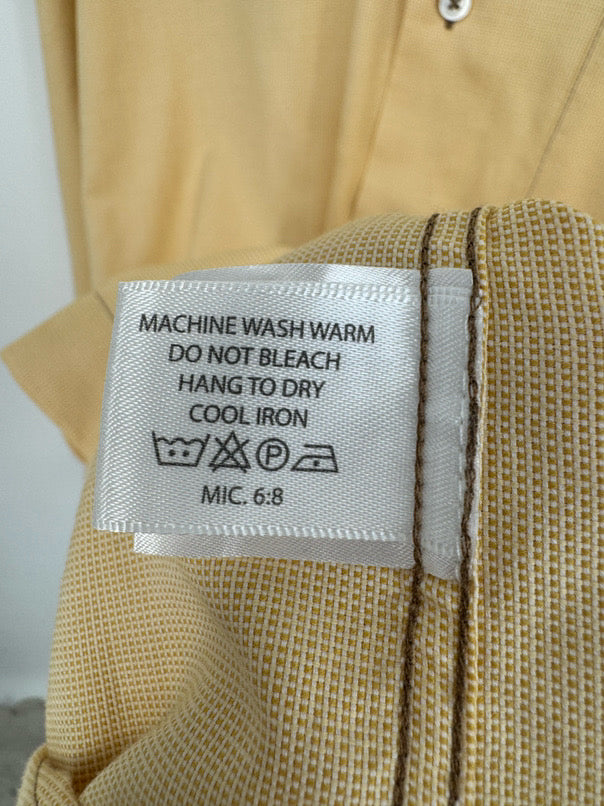 MACHINE WASH WARM
DO NOT BLEACH
HANG TO DRY
COOL IRON
P
MIC. 6:8